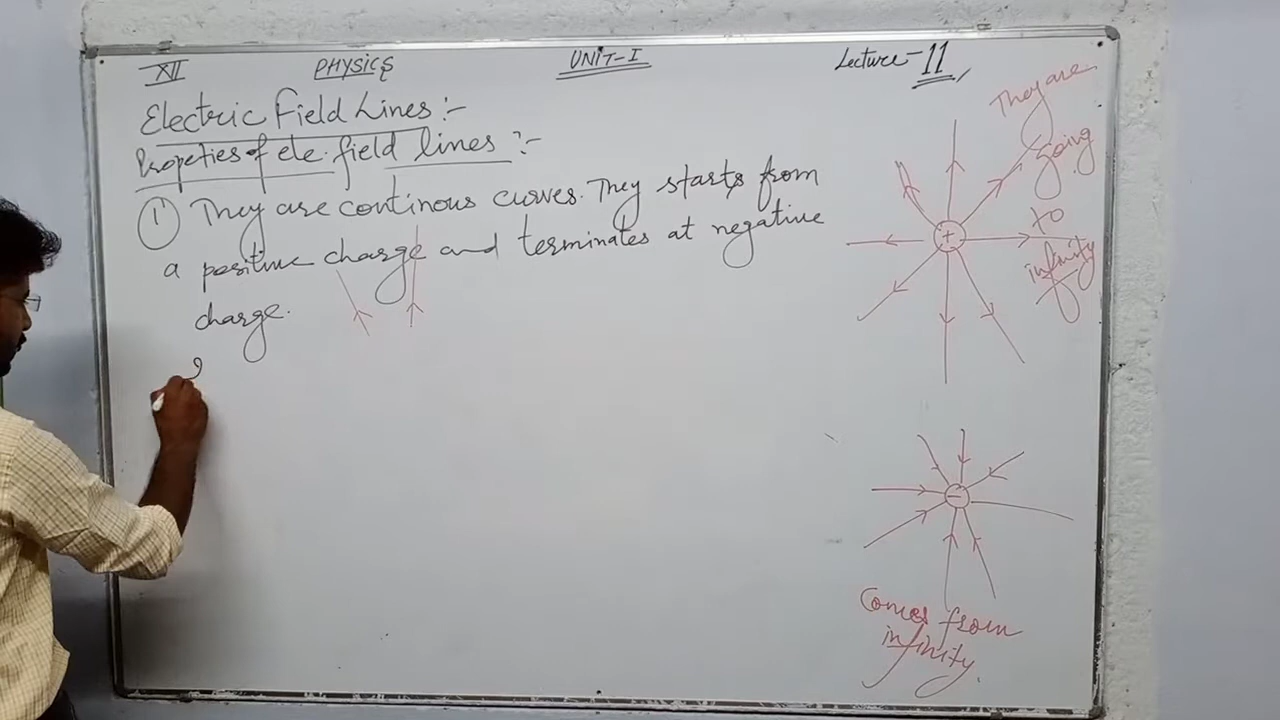 XII PHYSICS UNIT-I Lecture-11
Electric Field Lines :-
Propeties of ele. field lines :-
1 They are continous curves. They starts from
a positive charge and terminates at negative
charge.
They are
going
to
infinity
+
-
Comes from
infinity.